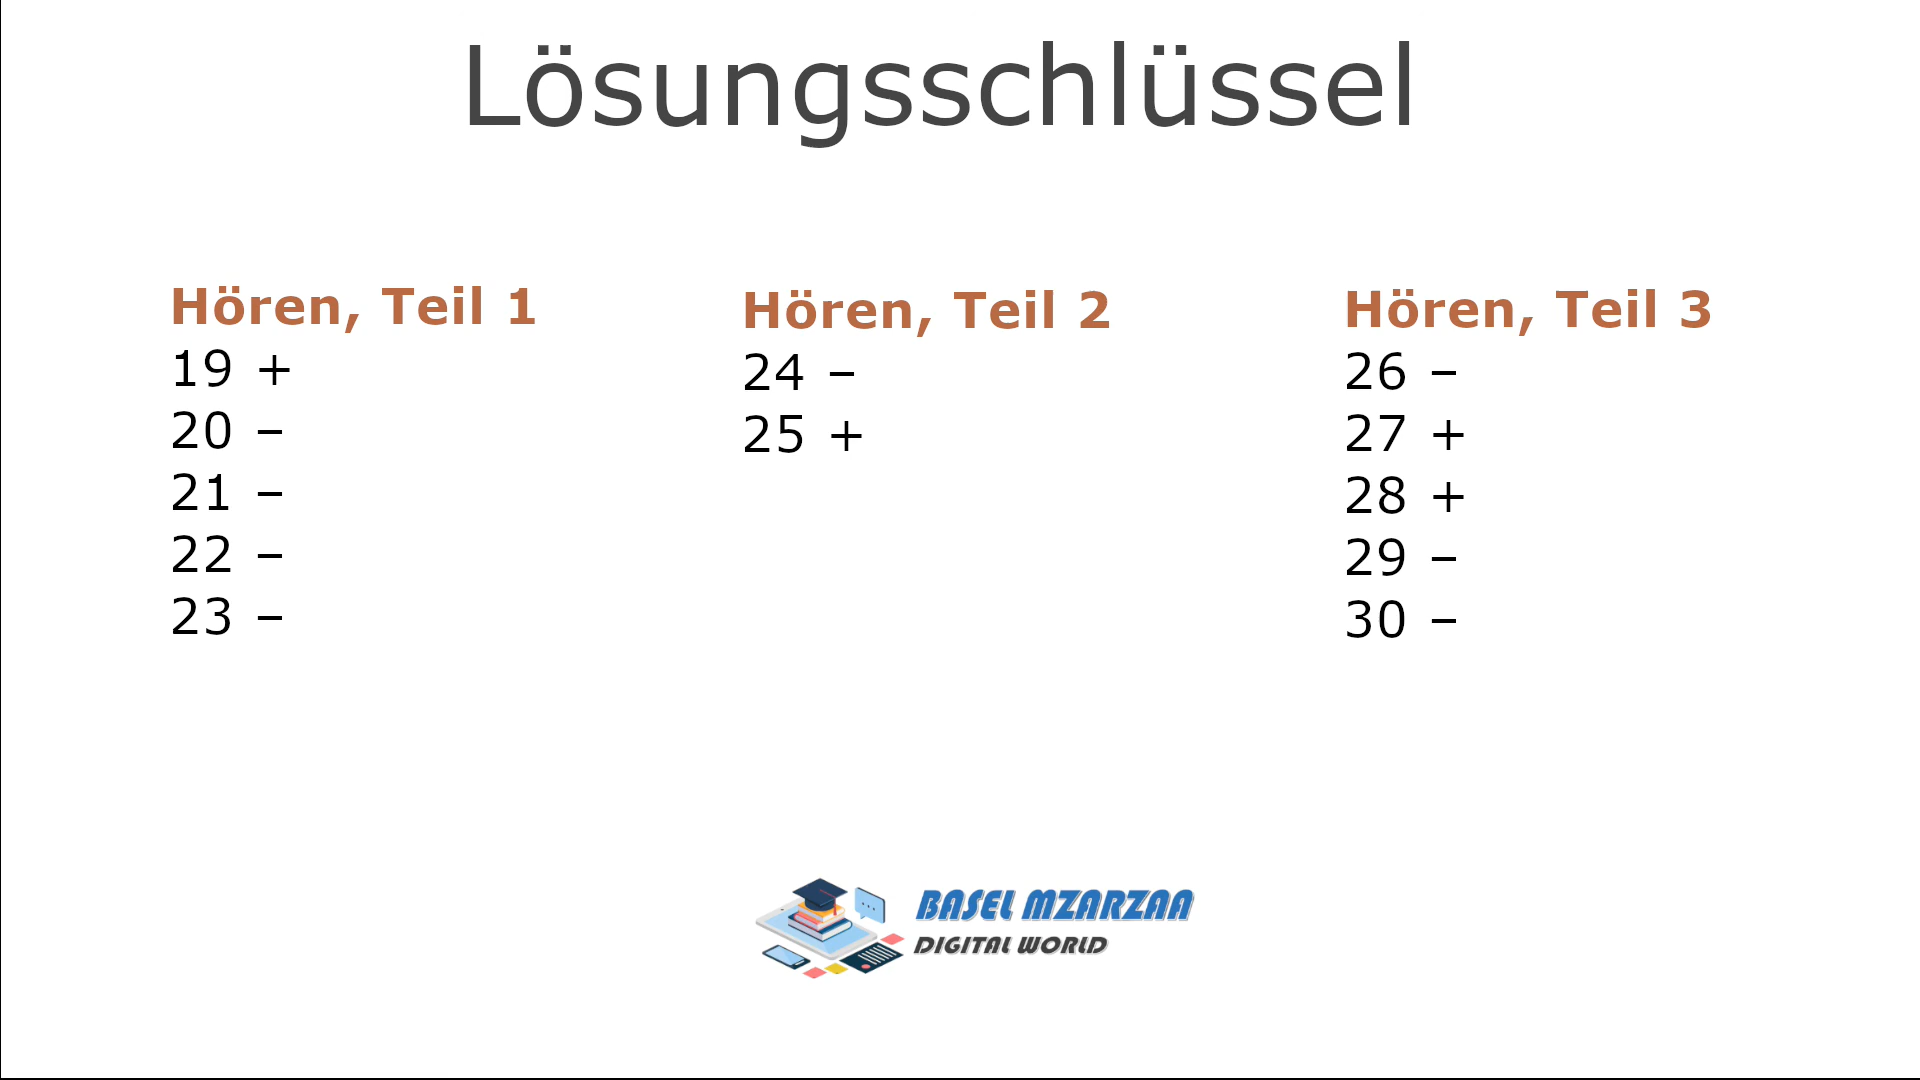 Lösungsschlüssel
Hören, Teil 1
19 +
20 –
21 –
22 –
23 –
Hören, Teil 2
24 –
25 +
Hören, Teil 3
26 –
27 +
28 +
29 –
30 –
BASEL MZARZAA
DIGITAL WORLD